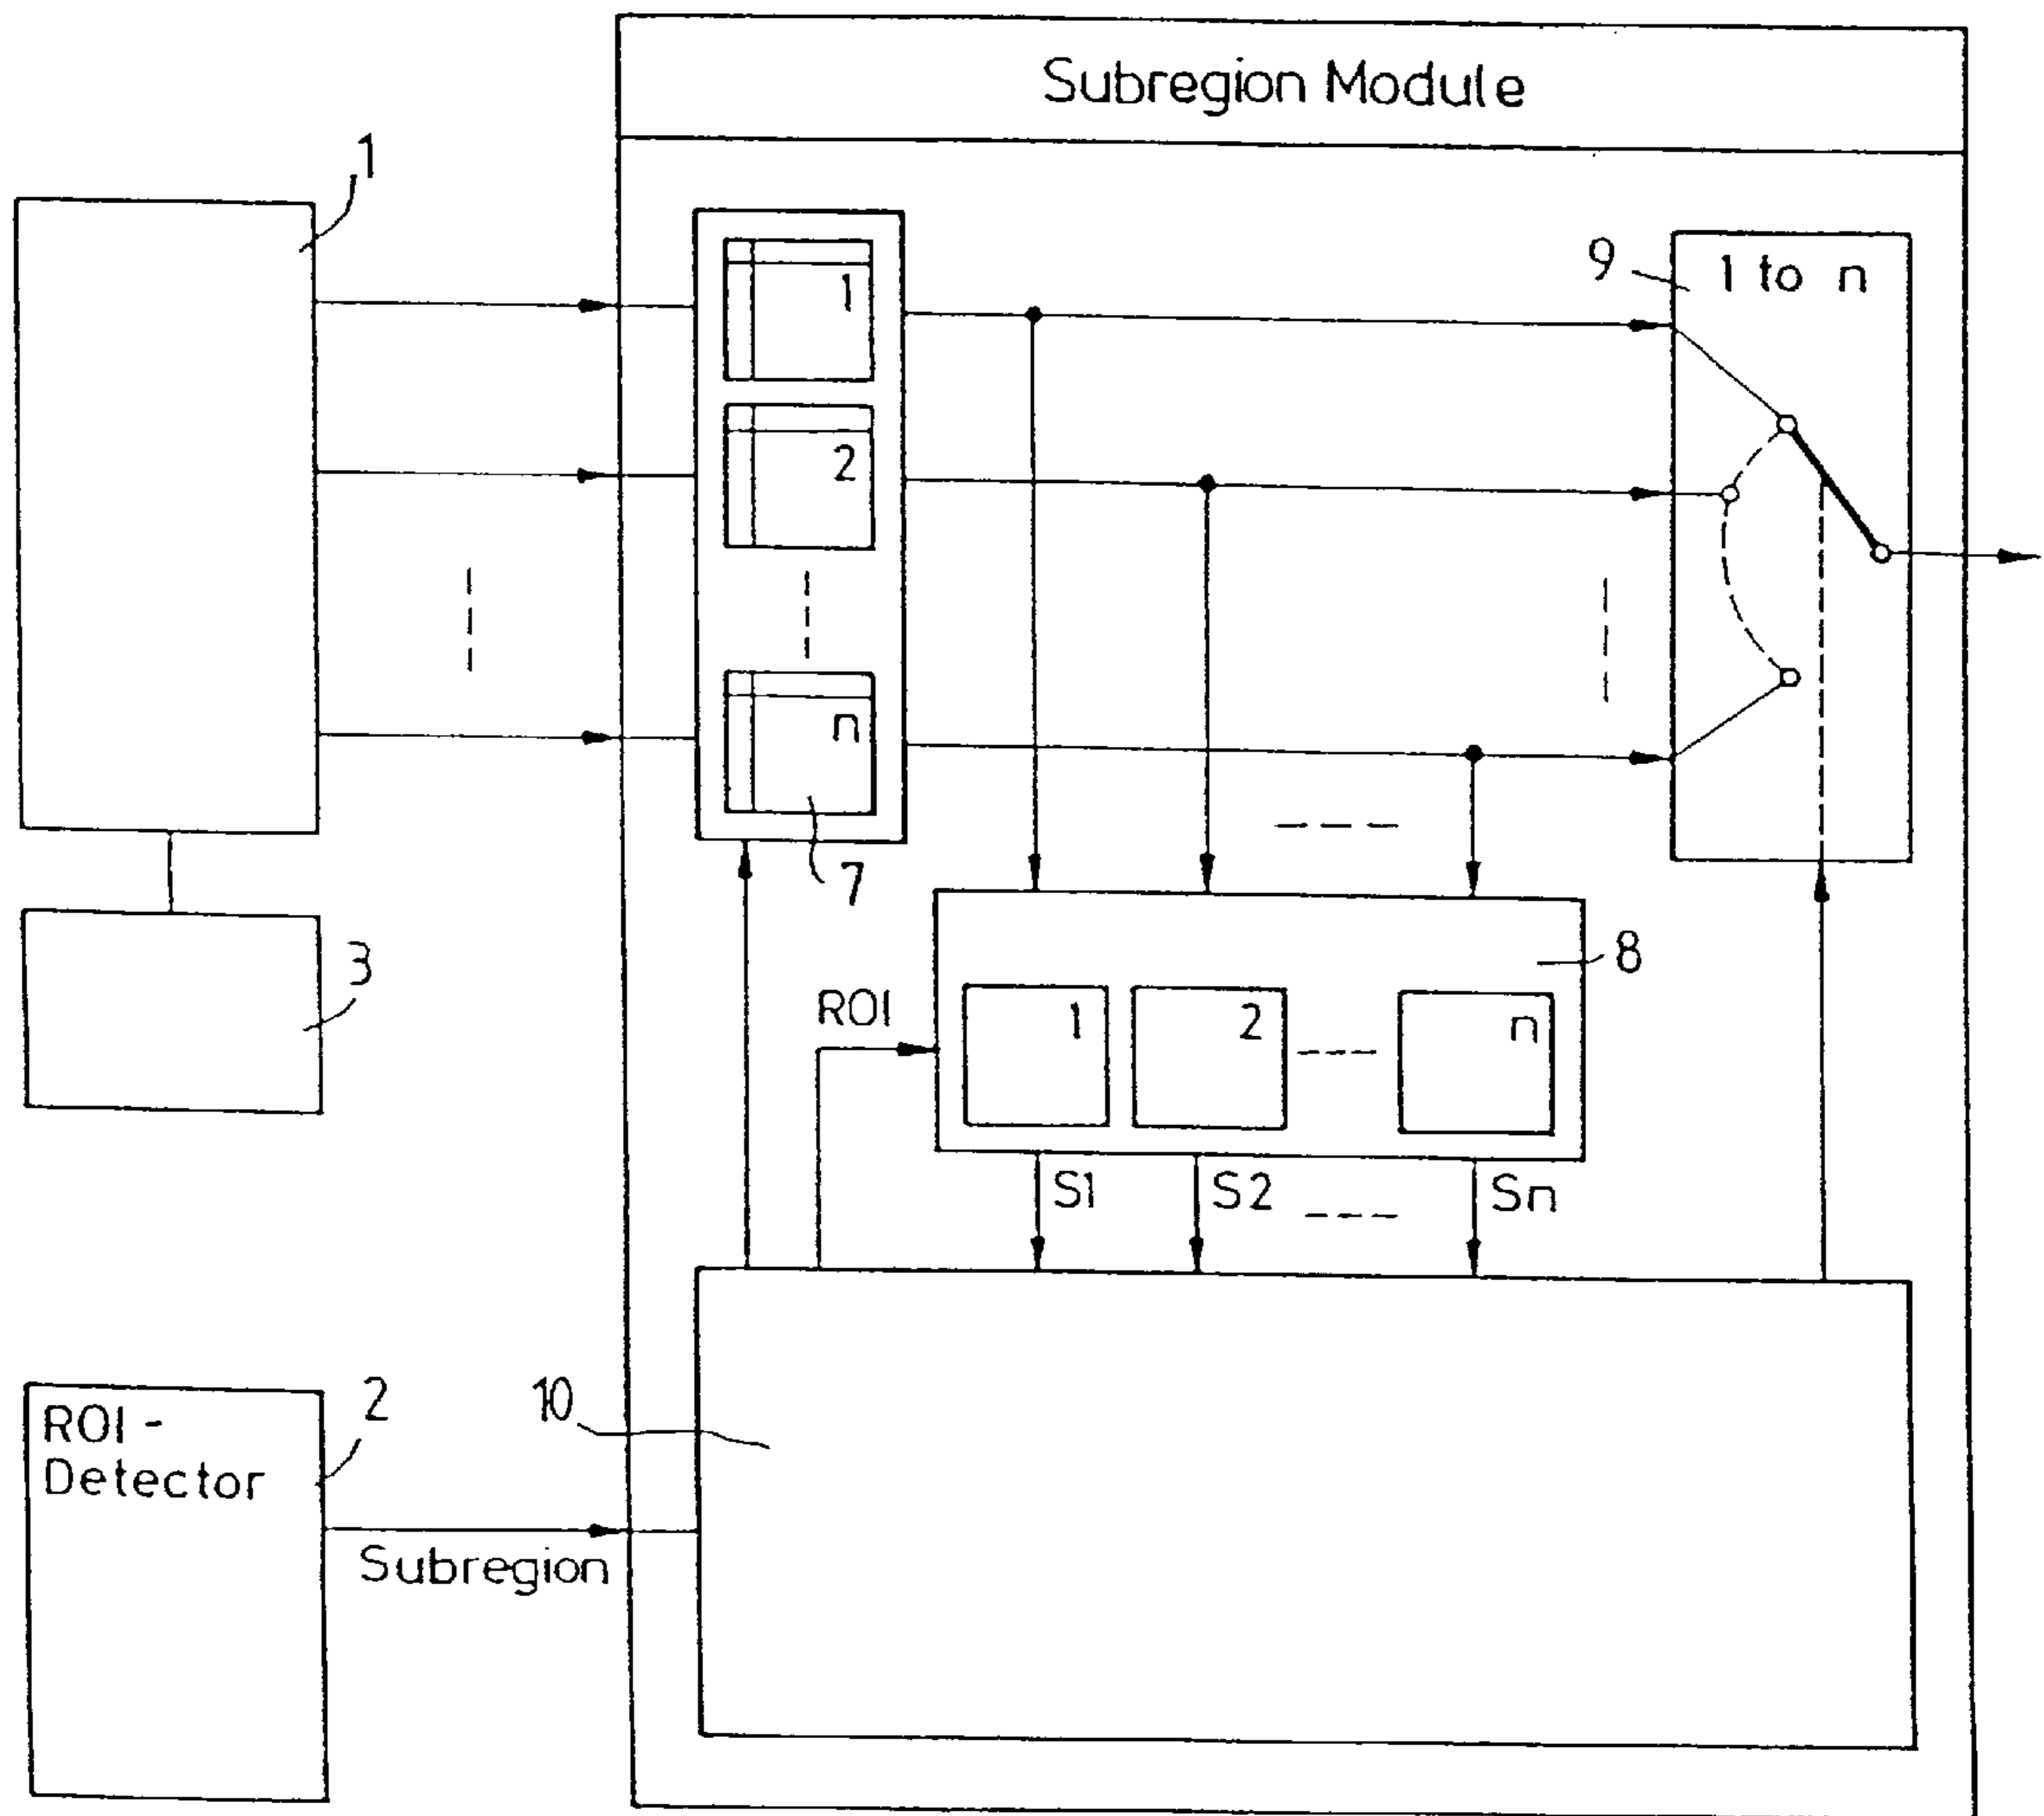 Subregion Module
1
1
9
1 to n
2
n
7
3
8
ROI
1
2
n
S1
S2
Sn
10
2
ROI -
Detector
Subregion